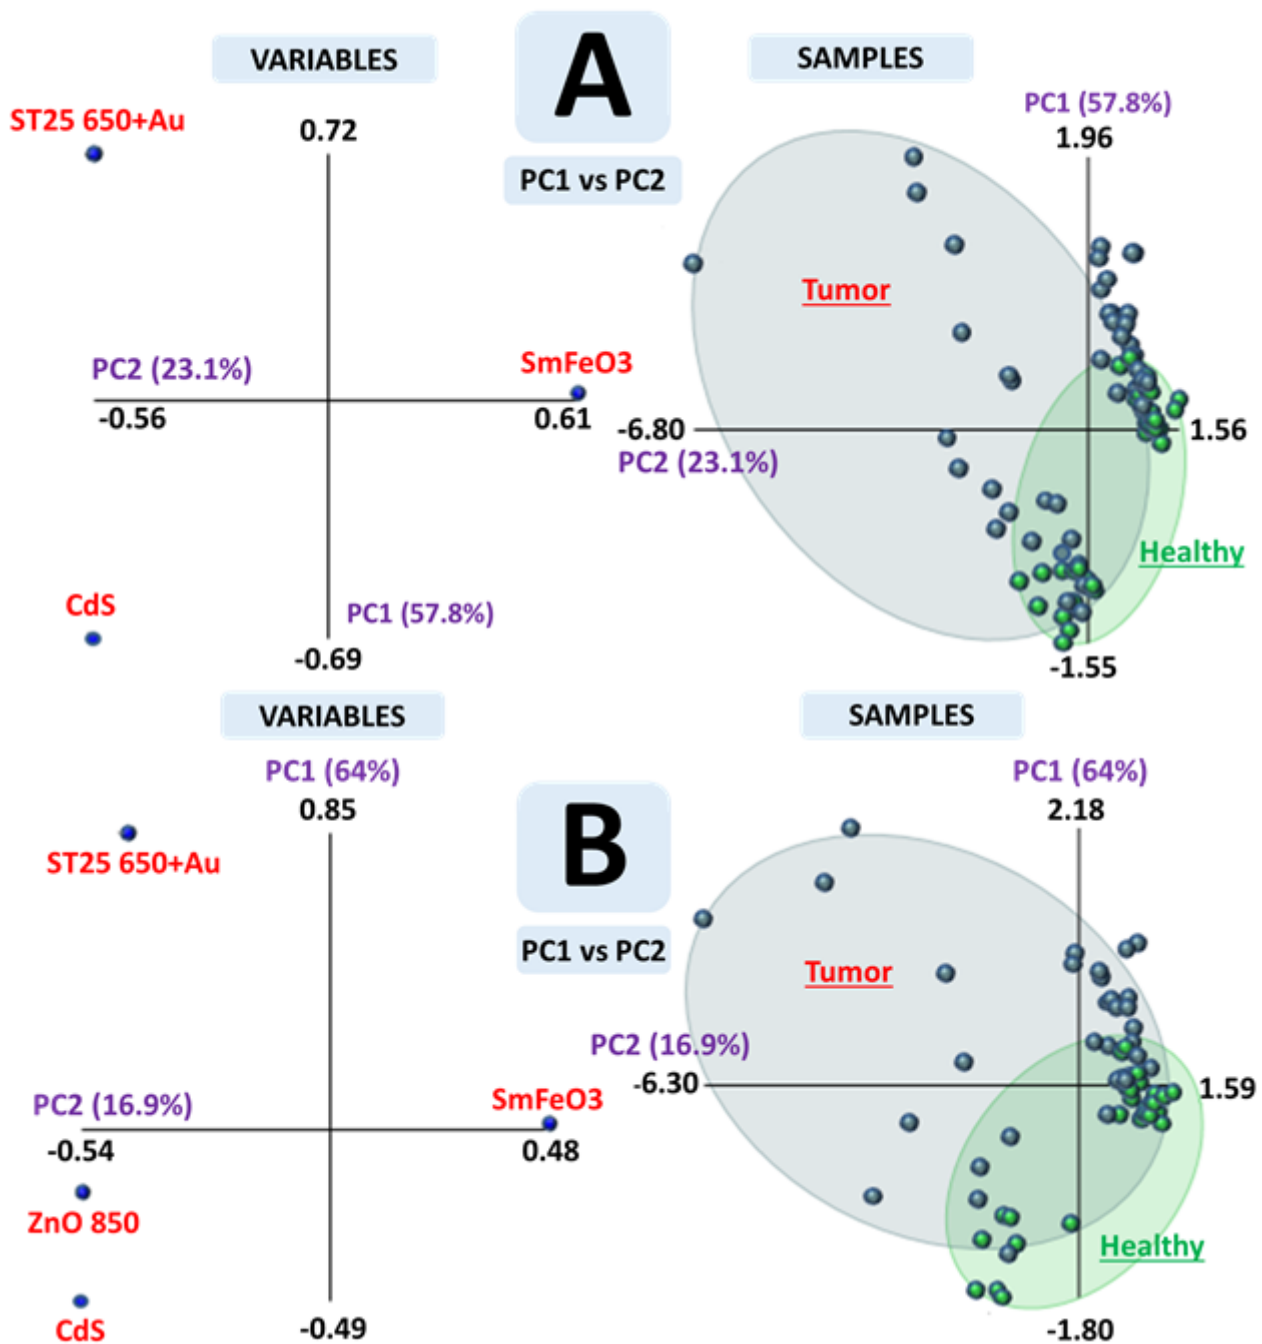 VARIABLES
A
SAMPLES
PC1 vs PC2
ST25 650+Au
0.72
PC2 (23.1%)
SmFeO3
-0.56
0.61
CdS
PC1 (57.8%)
-0.69
PC1 (57.8%)
1.96
Tumor
-6.80
1.56
PC2 (23.1%)
Healthy
-1.55
VARIABLES
B
SAMPLES
PC1 vs PC2
PC1 (64%)
0.85
ST25 650+Au
PC2 (16.9%)
SmFeO3
-0.54
0.48
ZnO 850
CdS
-0.49
PC1 (64%)
2.18
Tumor
PC2 (16.9%)
-6.30
1.59
Healthy
-1.80